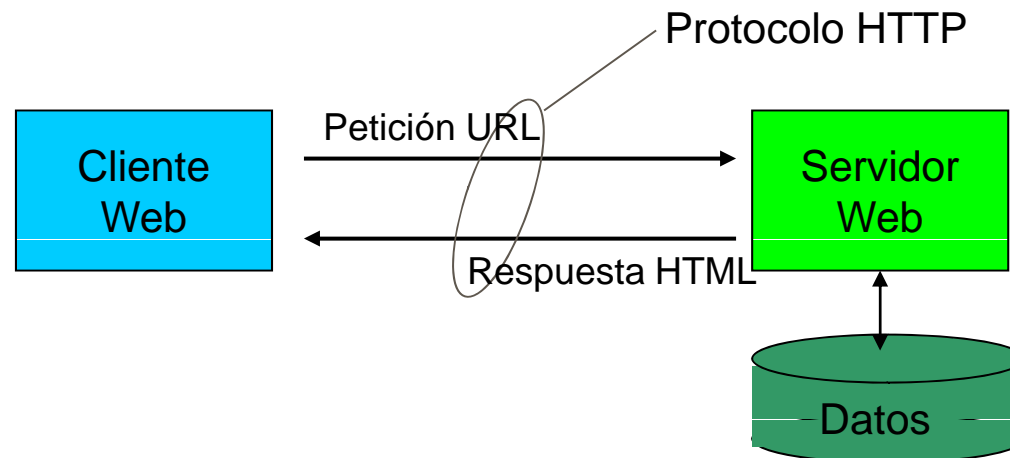 Protocolo HTTP
Petición URL
Cliente
Web
Servidor
Web
Respuesta HTML
Datos